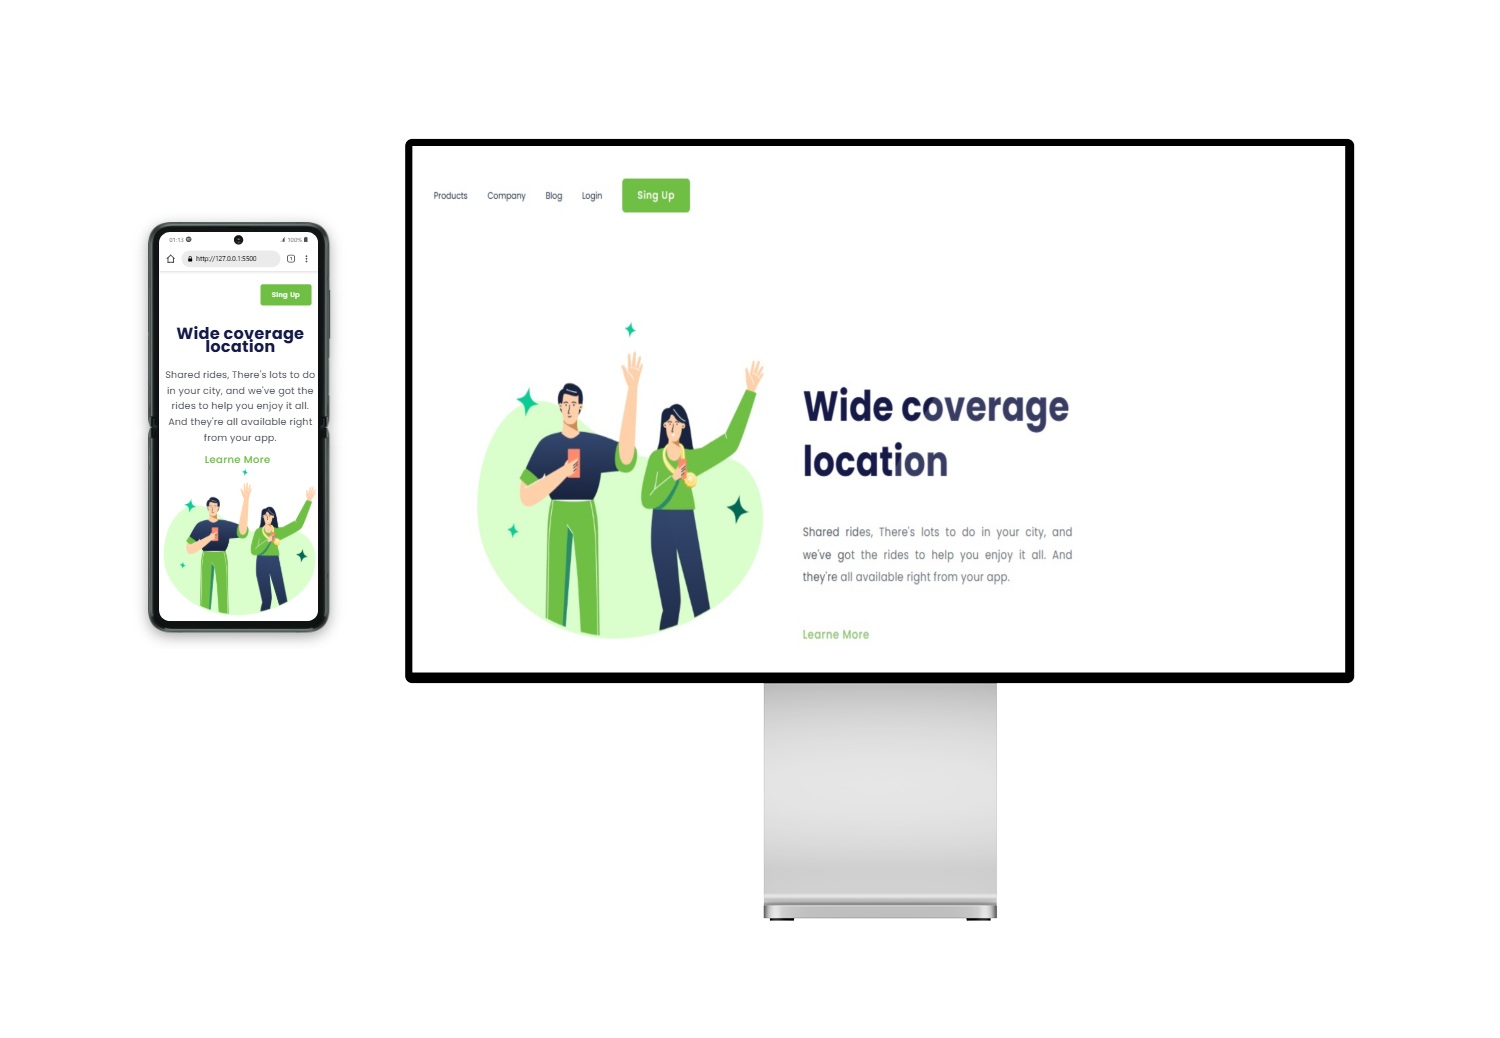 01:13
100%
http://127.0.0.1:5500
1
Sing Up
Wide coverage
location
Shared rides, There's lots to do
in your city, and we've got the
rides to help you enjoy it all.
And they're all available right
from your app.
Learne More
Products Company Blog Login Sing Up
Wide coverage
location
Shared rides, There's lots to do in your city, and
we've got the rides to help you enjoy it all. And
they're all available right from your app.
Learne More